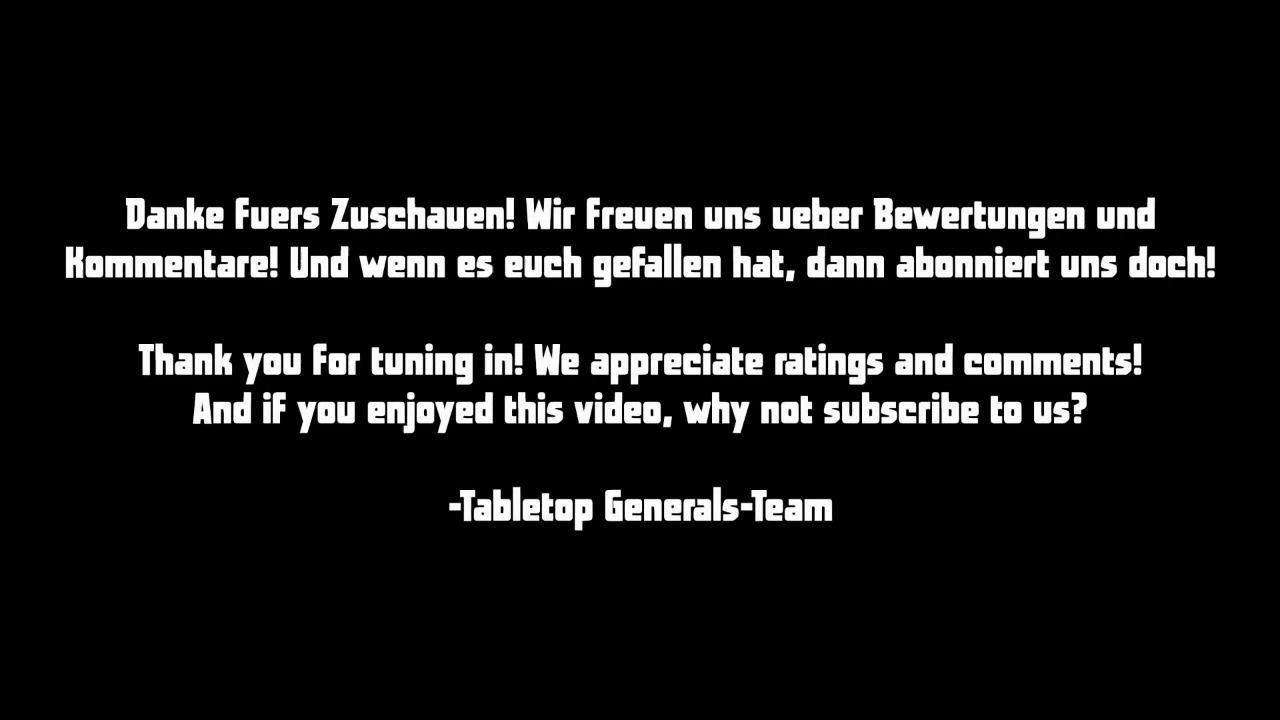 Danke fuers Zuschauen! Wir freuen uns ueber Bewertungen und
Kommentare! Und wenn es euch gefallen hat, dann abonniert uns doch!
Thank you for tuning in! We appreciate ratings and comments!
And if you enjoyed this video, why not subscribe to us?
-Tabletop Generals-Team